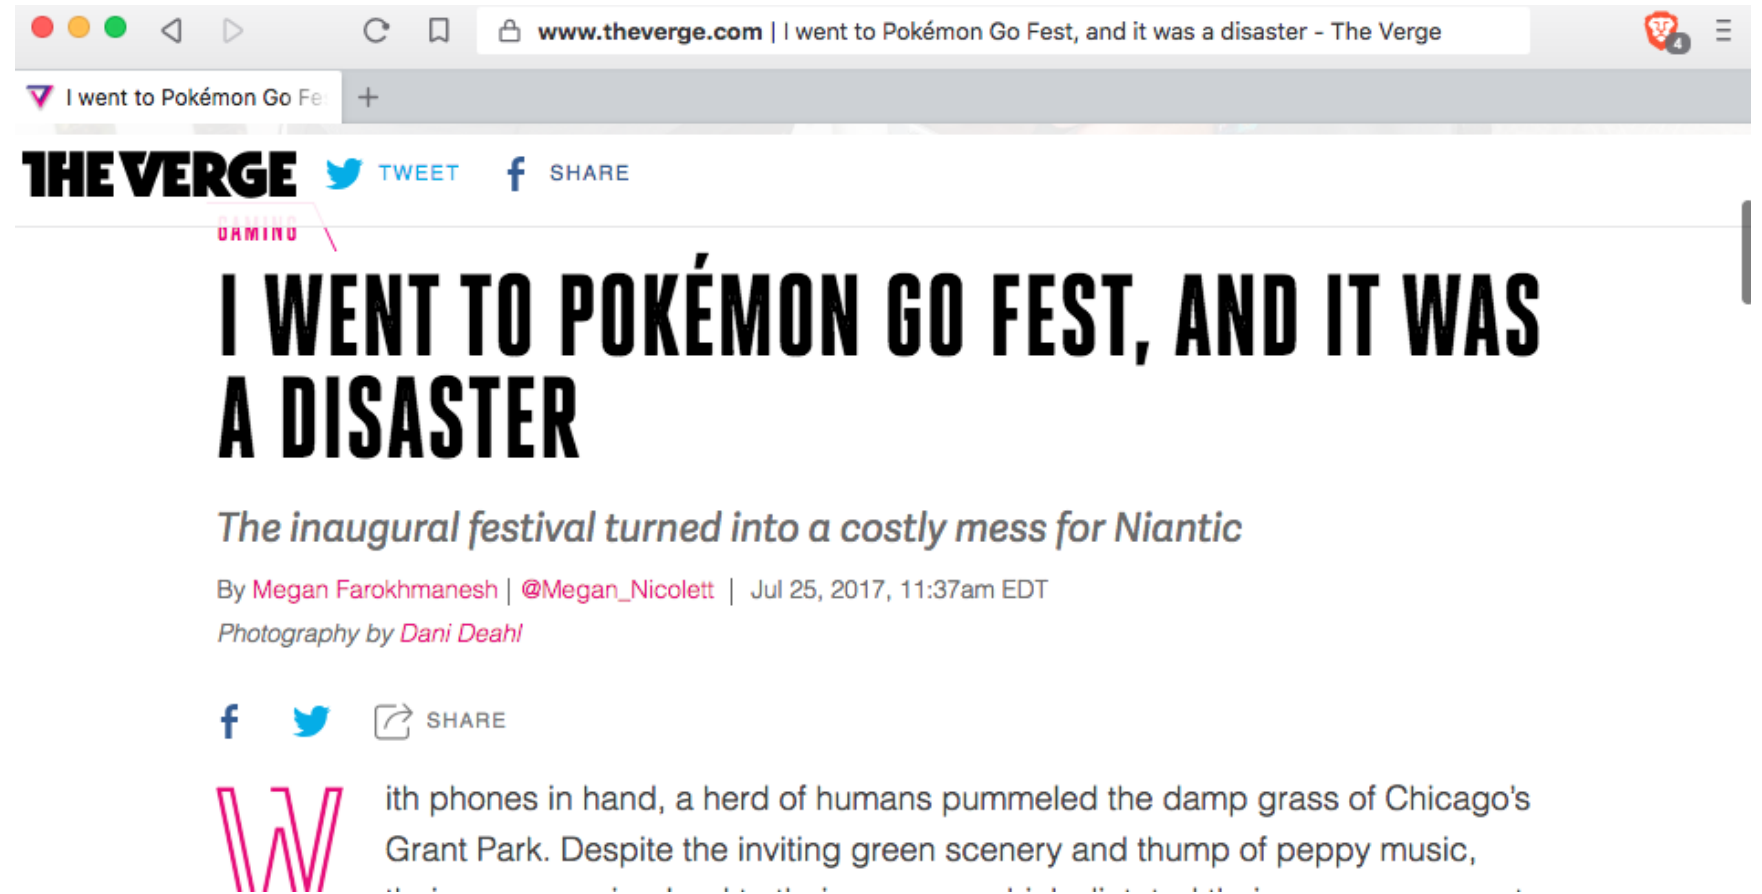 www.theverge.com | I went to Pokémon Go Fest, and it was a disaster - The Verge
4
I went to Pokémon Go Fe
THE VERGE TWEET SHARE
GAMING
I WENT TO POKÉMON GO FEST, AND IT WAS
A DISASTER
The inaugural festival turned into a costly mess for Niantic
By Megan Farokhmanesh | @Megan_Nicolett | Jul 25, 2017, 11:37am EDT
Photography by Dani Deahl
SHARE
With phones in hand, a herd of humans pummeled the damp grass of Chicago's
Grant Park. Despite the inviting green scenery and thump of peppy music,